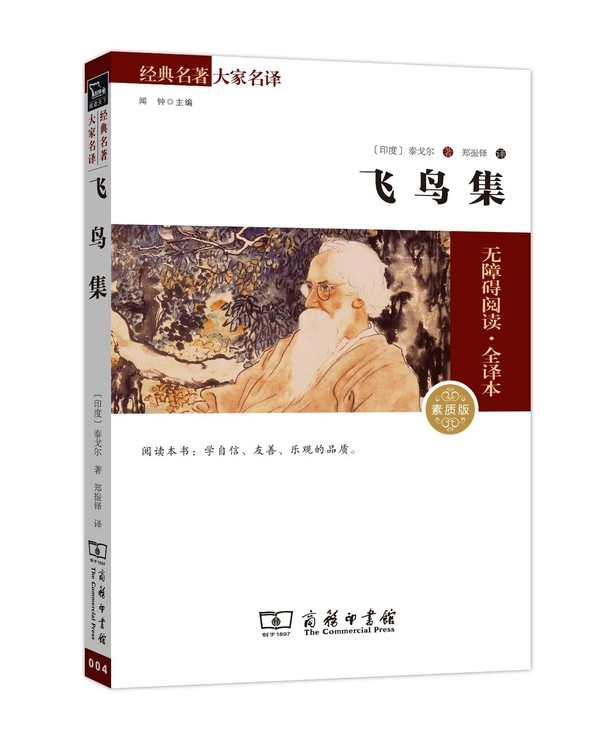 经典名著 大家名译
闻 钟◎主编
〔印度〕泰戈尔 著 郑振铎 译
飞鸟集
无障碍阅读·全译本
素质版
阅读本书：学自信、友善、乐观的品质。
创于1897
商务印书馆
The Commercial Press
经典名著
大家名译
飞鸟集
〔印度〕泰戈尔 著 郑振铎 译
商务印书馆
The Commercial Press
004